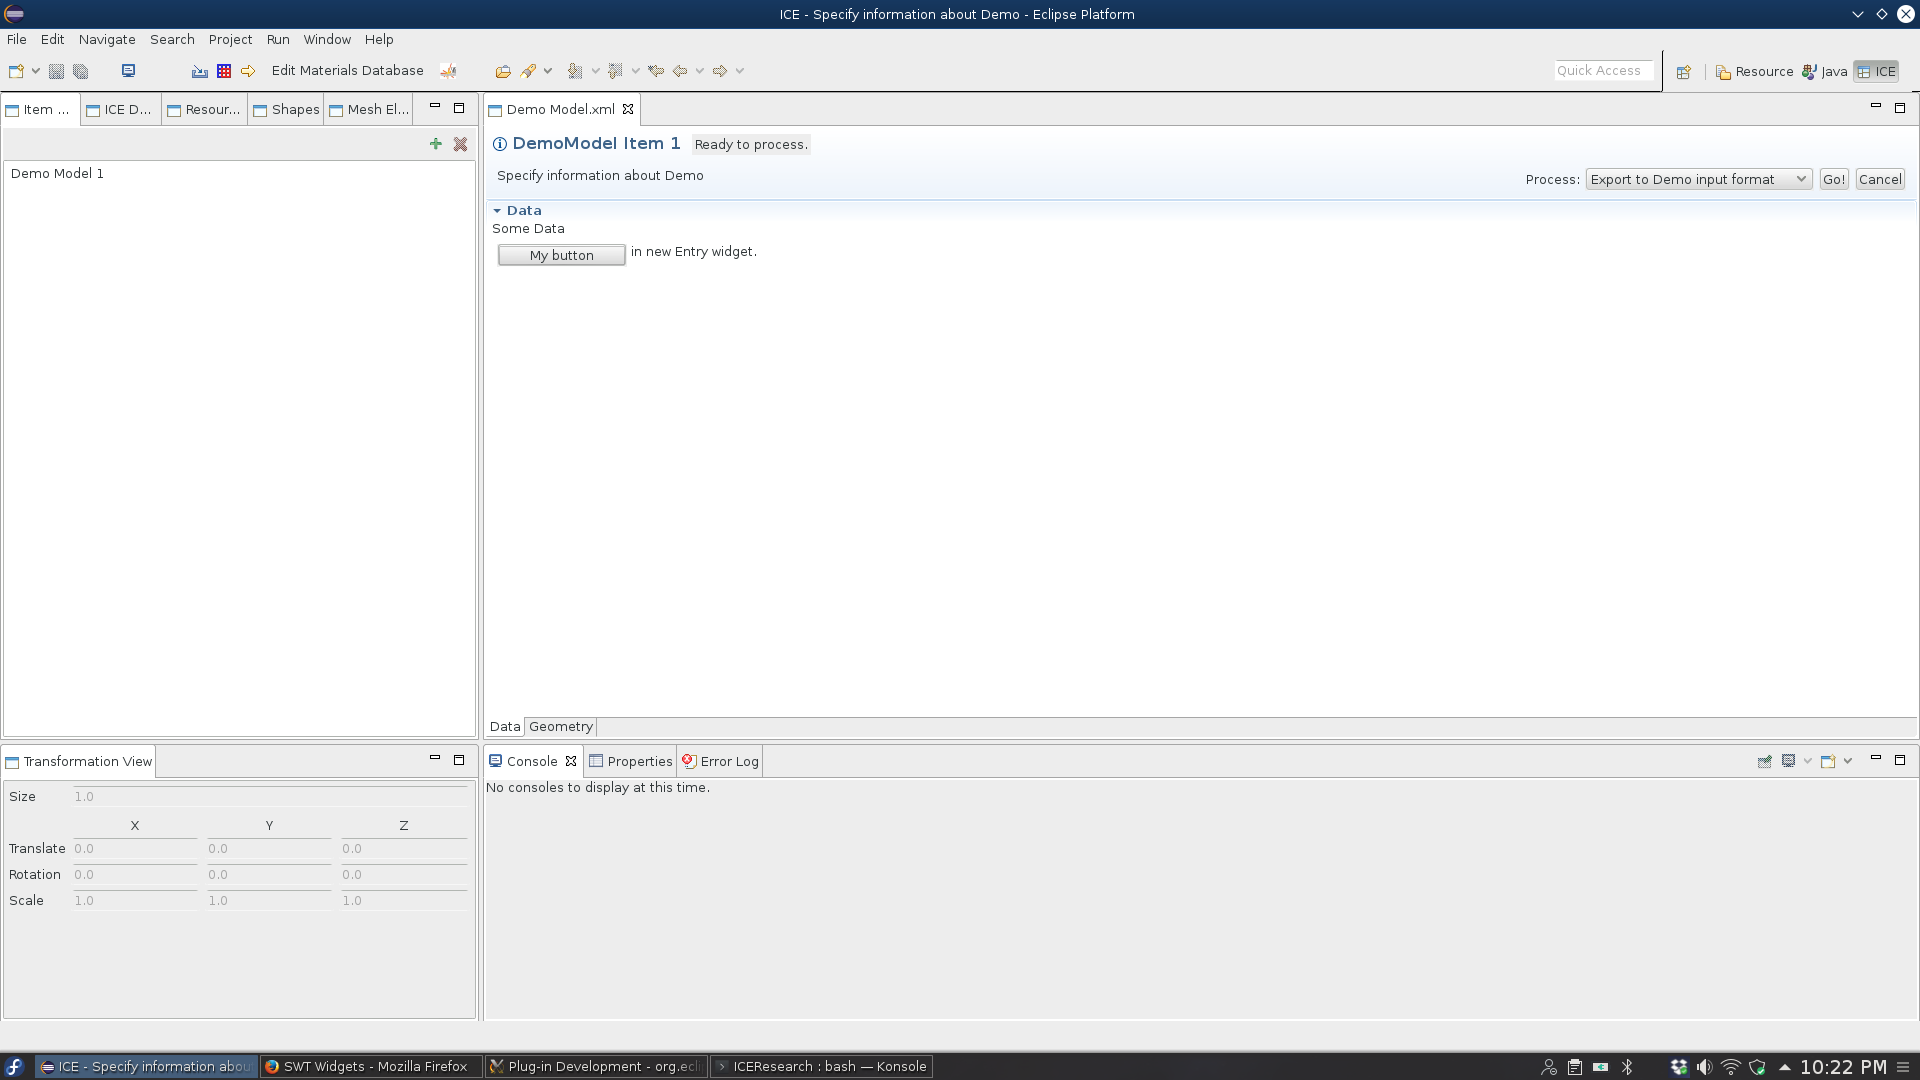 ICE - Specify information about Demo - Eclipse Platform
File Edit Navigate Search Project Run Window Help
Edit Materials Database
Quick Access
Resource Java ICE
Item ... ICE D... Resour... Shapes Mesh El...
Demo Model 1
Demo Model.xml
DemoModel Item 1 Ready to process.
Specify information about Demo
Process: Export to Demo input format Go! Cancel
Data
Some Data
My button in new Entry widget.
Data Geometry
Transformation View
Size 1.0
X Y Z
Translate 0.0 0.0 0.0
Rotation 0.0 0.0 0.0
Scale 1.0 1.0 1.0
Console Properties Error Log
No consoles to display at this time.
ICE - Specify information abou SWT Widgets - Mozilla Firefox Plug-in Development - org.ecl ICEResearch : bash — Konsole 10:22 PM